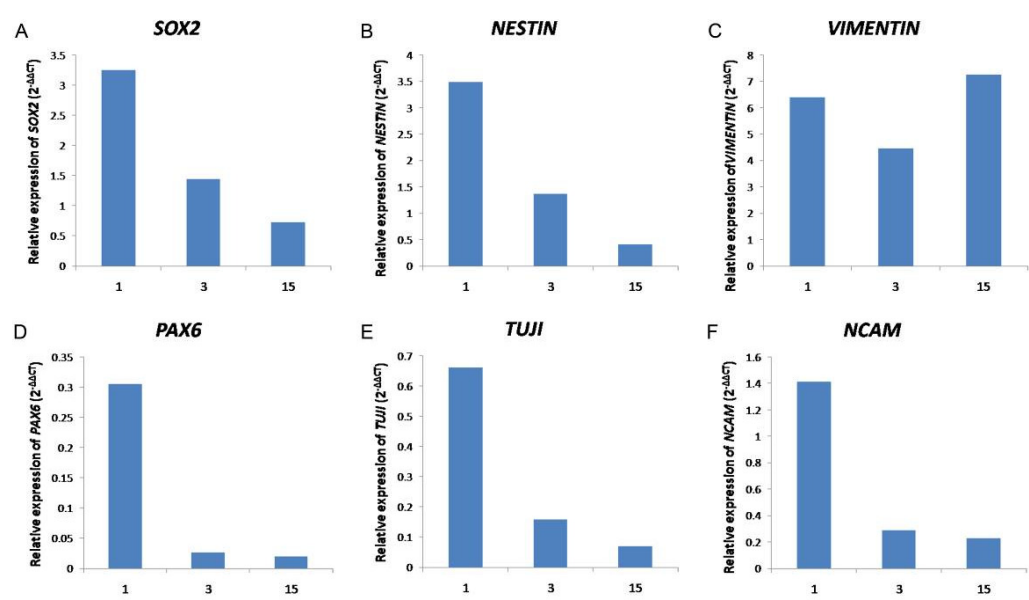 A
SOX2
Relative expression of SOX2 (2-ΔΔCT)
3.5
3
2.5
2
1.5
1
0.5
0
1 3 15
B
NESTIN
Relative expression of NESTIN (2-ΔΔCT)
4
3.5
3
2.5
2
1.5
1
0.5
0
1 3 15
C
VIMENTIN
Relative expression of VIMENTIN (2-ΔΔCT)
8
7
6
5
4
3
2
1
0
1 3 15
D
PAX6
Relative expression of PAX6 (2-ΔΔCT)
0.35
0.3
0.25
0.2
0.15
0.1
0.05
0
1 3 15
E
TUJI
Relative expression of TUJI (2-ΔΔCT)
0.7
0.6
0.5
0.4
0.3
0.2
0.1
0
1 3 15
F
NCAM
Relative expression of NCAM (2-ΔΔCT)
1.6
1.4
1.2
1
0.8
0.6
0.4
0.2
0
1 3 15